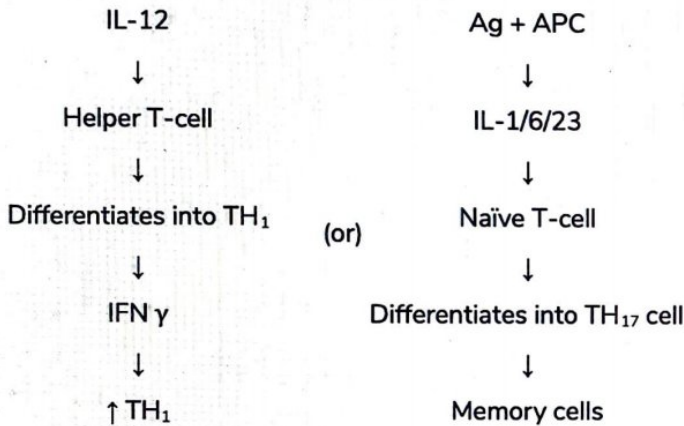 IL-12
↓
Helper T-cell
↓
Differentiates into TH₁
↓
IFN γ
↓
↑ TH₁
(or)
Ag + APC
↓
IL-1/6/23
↓
Naïve T-cell
↓
Differentiates into TH₁₇ cell
↓
Memory cells